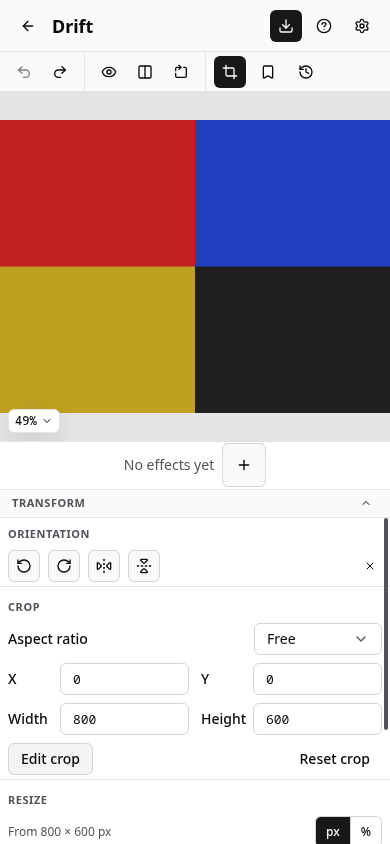 Drift
49%
No effects yet
TRANSFORM
ORIENTATION
CROP
Aspect ratio Free
X 0 Y 0
Width 800 Height 600
Edit crop Reset crop
RESIZE
From 800 × 600 px px %